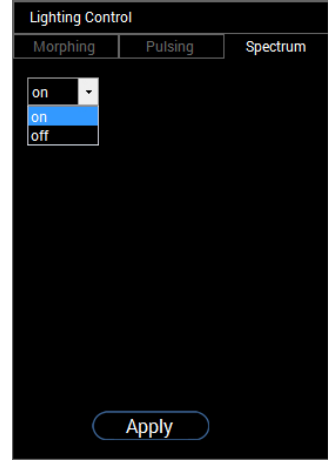 Lighting Control
Morphing Pulsing Spectrum
on
on
off
Apply